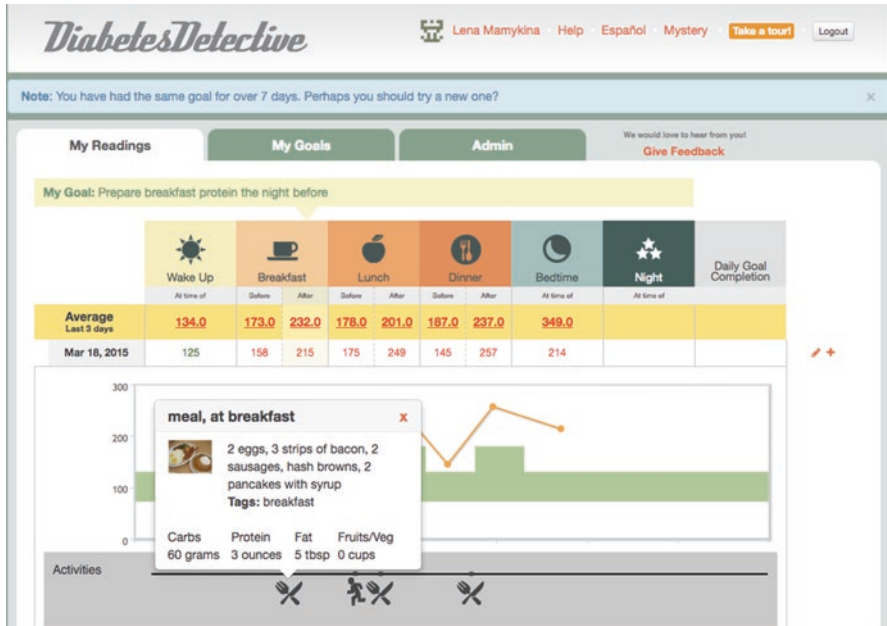 DiabetesDetective
Lena Mamykina Help Español Mystery Take a tour! Logout
Note: You have had the same goal for over 7 days. Perhaps you should try a new one?
×
My Readings My Goals Admin
We would love to hear from you!
Give Feedback
My Goal: Prepare breakfast protein the night before
Wake Up Breakfast Lunch Dinner Bedtime Night Daily Goal
Completion
At time of Before After Before After Before After At time of At time of
Average
Last 3 days
134.0 173.0 232.0 178.0 201.0 187.0 237.0 349.0
Mar 18, 2015 125 158 215 175 249 145 257 214
300
200
100
0
meal, at breakfast x
2 eggs, 3 strips of bacon, 2
sausages, hash browns, 2
pancakes with syrup
Tags: breakfast
Carbs Protein Fat Fruits/Veg
60 grams 3 ounces 5 tbsp 0 cups
Activities